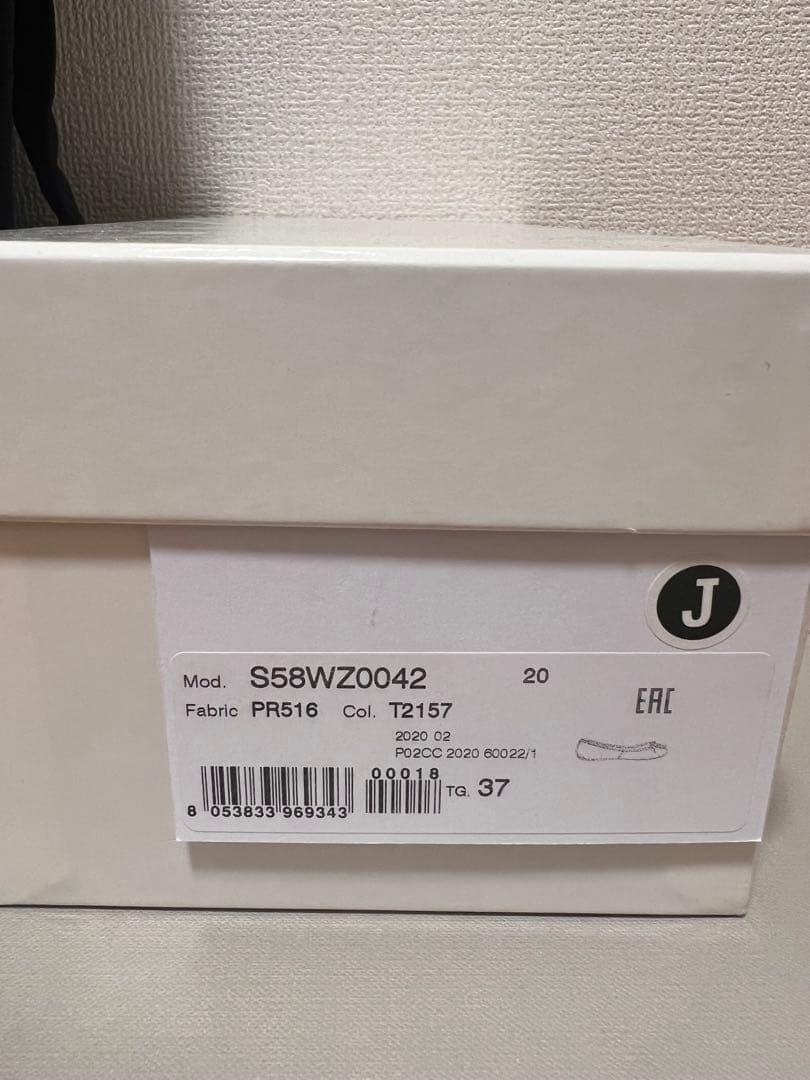 J
Mod. S58WZ0042 20
Fabric PR516 Col. T2157
EAC
2020 02
P02CC 2020 60022/1
00018
TG. 37
8 053833 969343